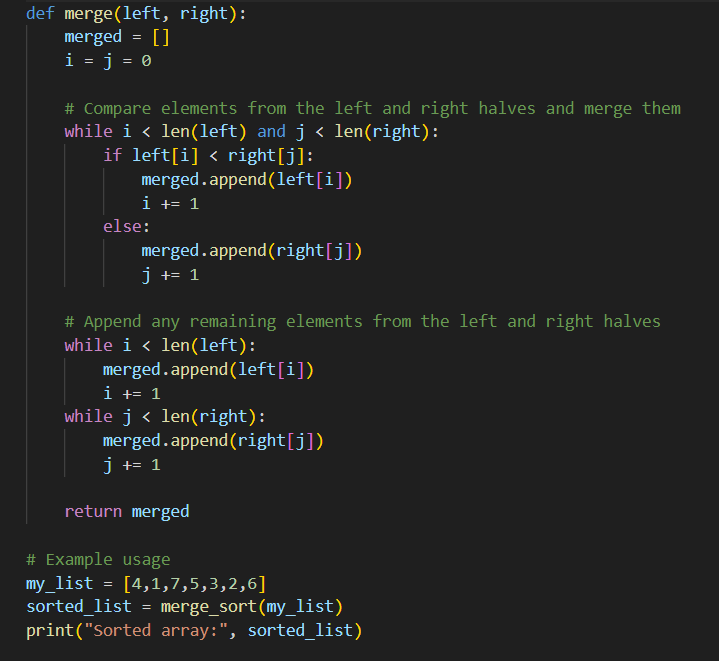 def merge(left, right):
    merged = []
    i = j = 0

    # Compare elements from the left and right halves and merge them
    while i < len(left) and j < len(right):
        if left[i] < right[j]:
            merged.append(left[i])
            i += 1
        else:
            merged.append(right[j])
            j += 1

    # Append any remaining elements from the left and right halves
    while i < len(left):
        merged.append(left[i])
        i += 1
    while j < len(right):
        merged.append(right[j])
        j += 1

    return merged

# Example usage
my_list = [4,1,7,5,3,2,6]
sorted_list = merge_sort(my_list)
print("Sorted array:", sorted_list)